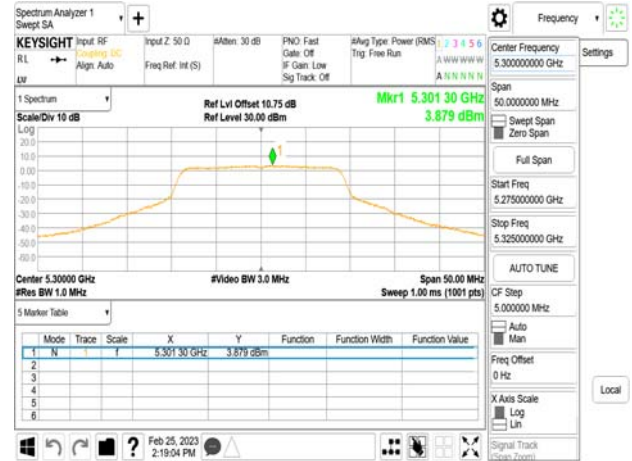 Spectrum Analyzer 1
Swept SA
Frequency
KEYSIGHT
RL
Input: RF
Coupling: DC
Align: Auto
Input Z: 50 Ω
Freq Ref: Int (S)
#Atten: 30 dB
PNO: Fast
Gate: Off
IF Gain: Low
Sig Track: Off
#Avg Type: Power (RMS
Trig: Free Run
1 2 3 4 5 6
A W W W W W
A N N N N N
Center Frequency
5.300000000 GHz
Settings
Span
50.0000000 MHz
Swept Span
Zero Span
Full Span
Start Freq
5.275000000 GHz
Stop Freq
5.325000000 GHz
AUTO TUNE
CF Step
5.000000 MHz
Auto
Man
Freq Offset
0 Hz
X Axis Scale
Log
Lin
Signal Track
(Span Zoom)
Local
1 Spectrum
Scale/Div 10 dB
Ref Lvl Offset 10.75 dB
Ref Level 30.00 dBm
Mkr1 5.301 30 GHz
3.879 dBm
Log
20.0
10.0
0.00
-10.0
-20.0
-30.0
-40.0
-50.0
-60.0
1
Center 5.30000 GHz
#Res BW 1.0 MHz
#Video BW 3.0 MHz
Span 50.00 MHz
Sweep 1.00 ms (1001 pts)
5 Marker Table
Mode Trace Scale X Y Function Function Width Function Value
1 N 1 f 5.301 30 GHz 3.879 dBm
2
3
4
5
6
?
Feb 25, 2023
2:19:04 PM